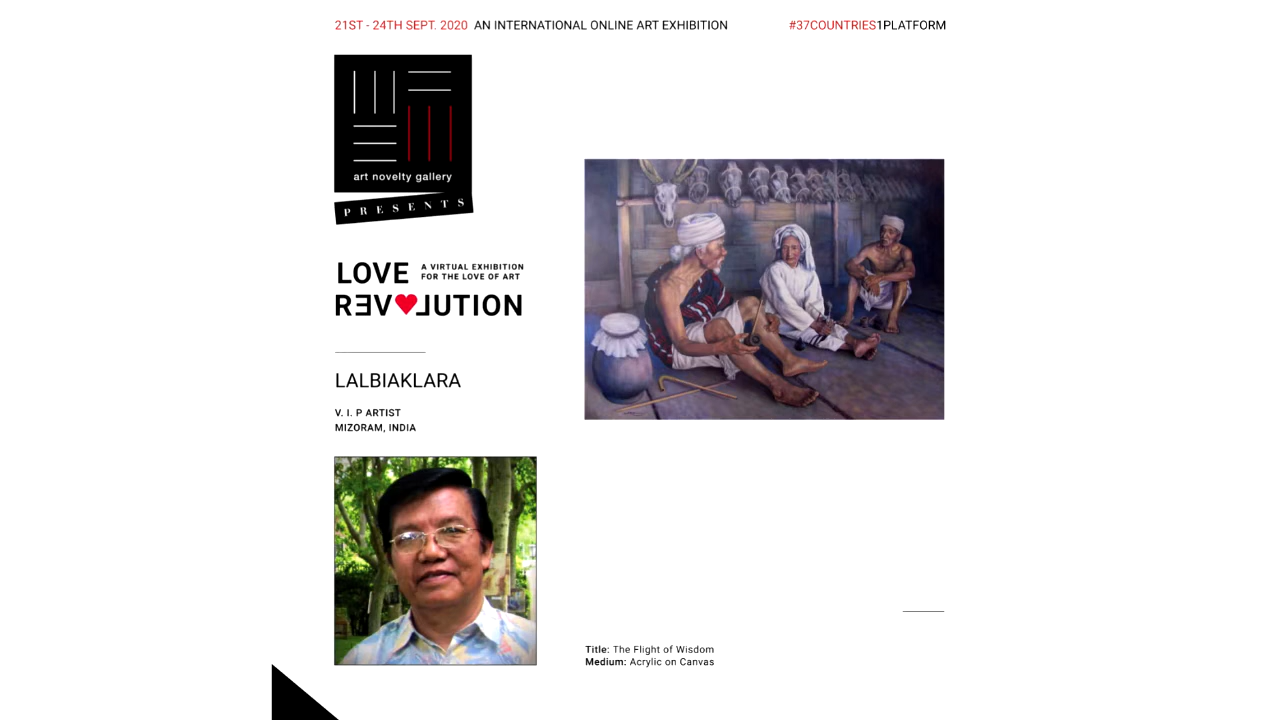 21ST - 24TH SEPT. 2020 AN INTERNATIONAL ONLINE ART EXHIBITION
#37COUNTRIES1PLATFORM
art novelty gallery
PRESENTS
LOVE
A VIRTUAL EXHIBITION
FOR THE LOVE OF ART
REVOLUTION
LALBIAKLARA
V. I. P ARTIST
MIZORAM, INDIA
Title: The Flight of Wisdom
Medium: Acrylic on Canvas